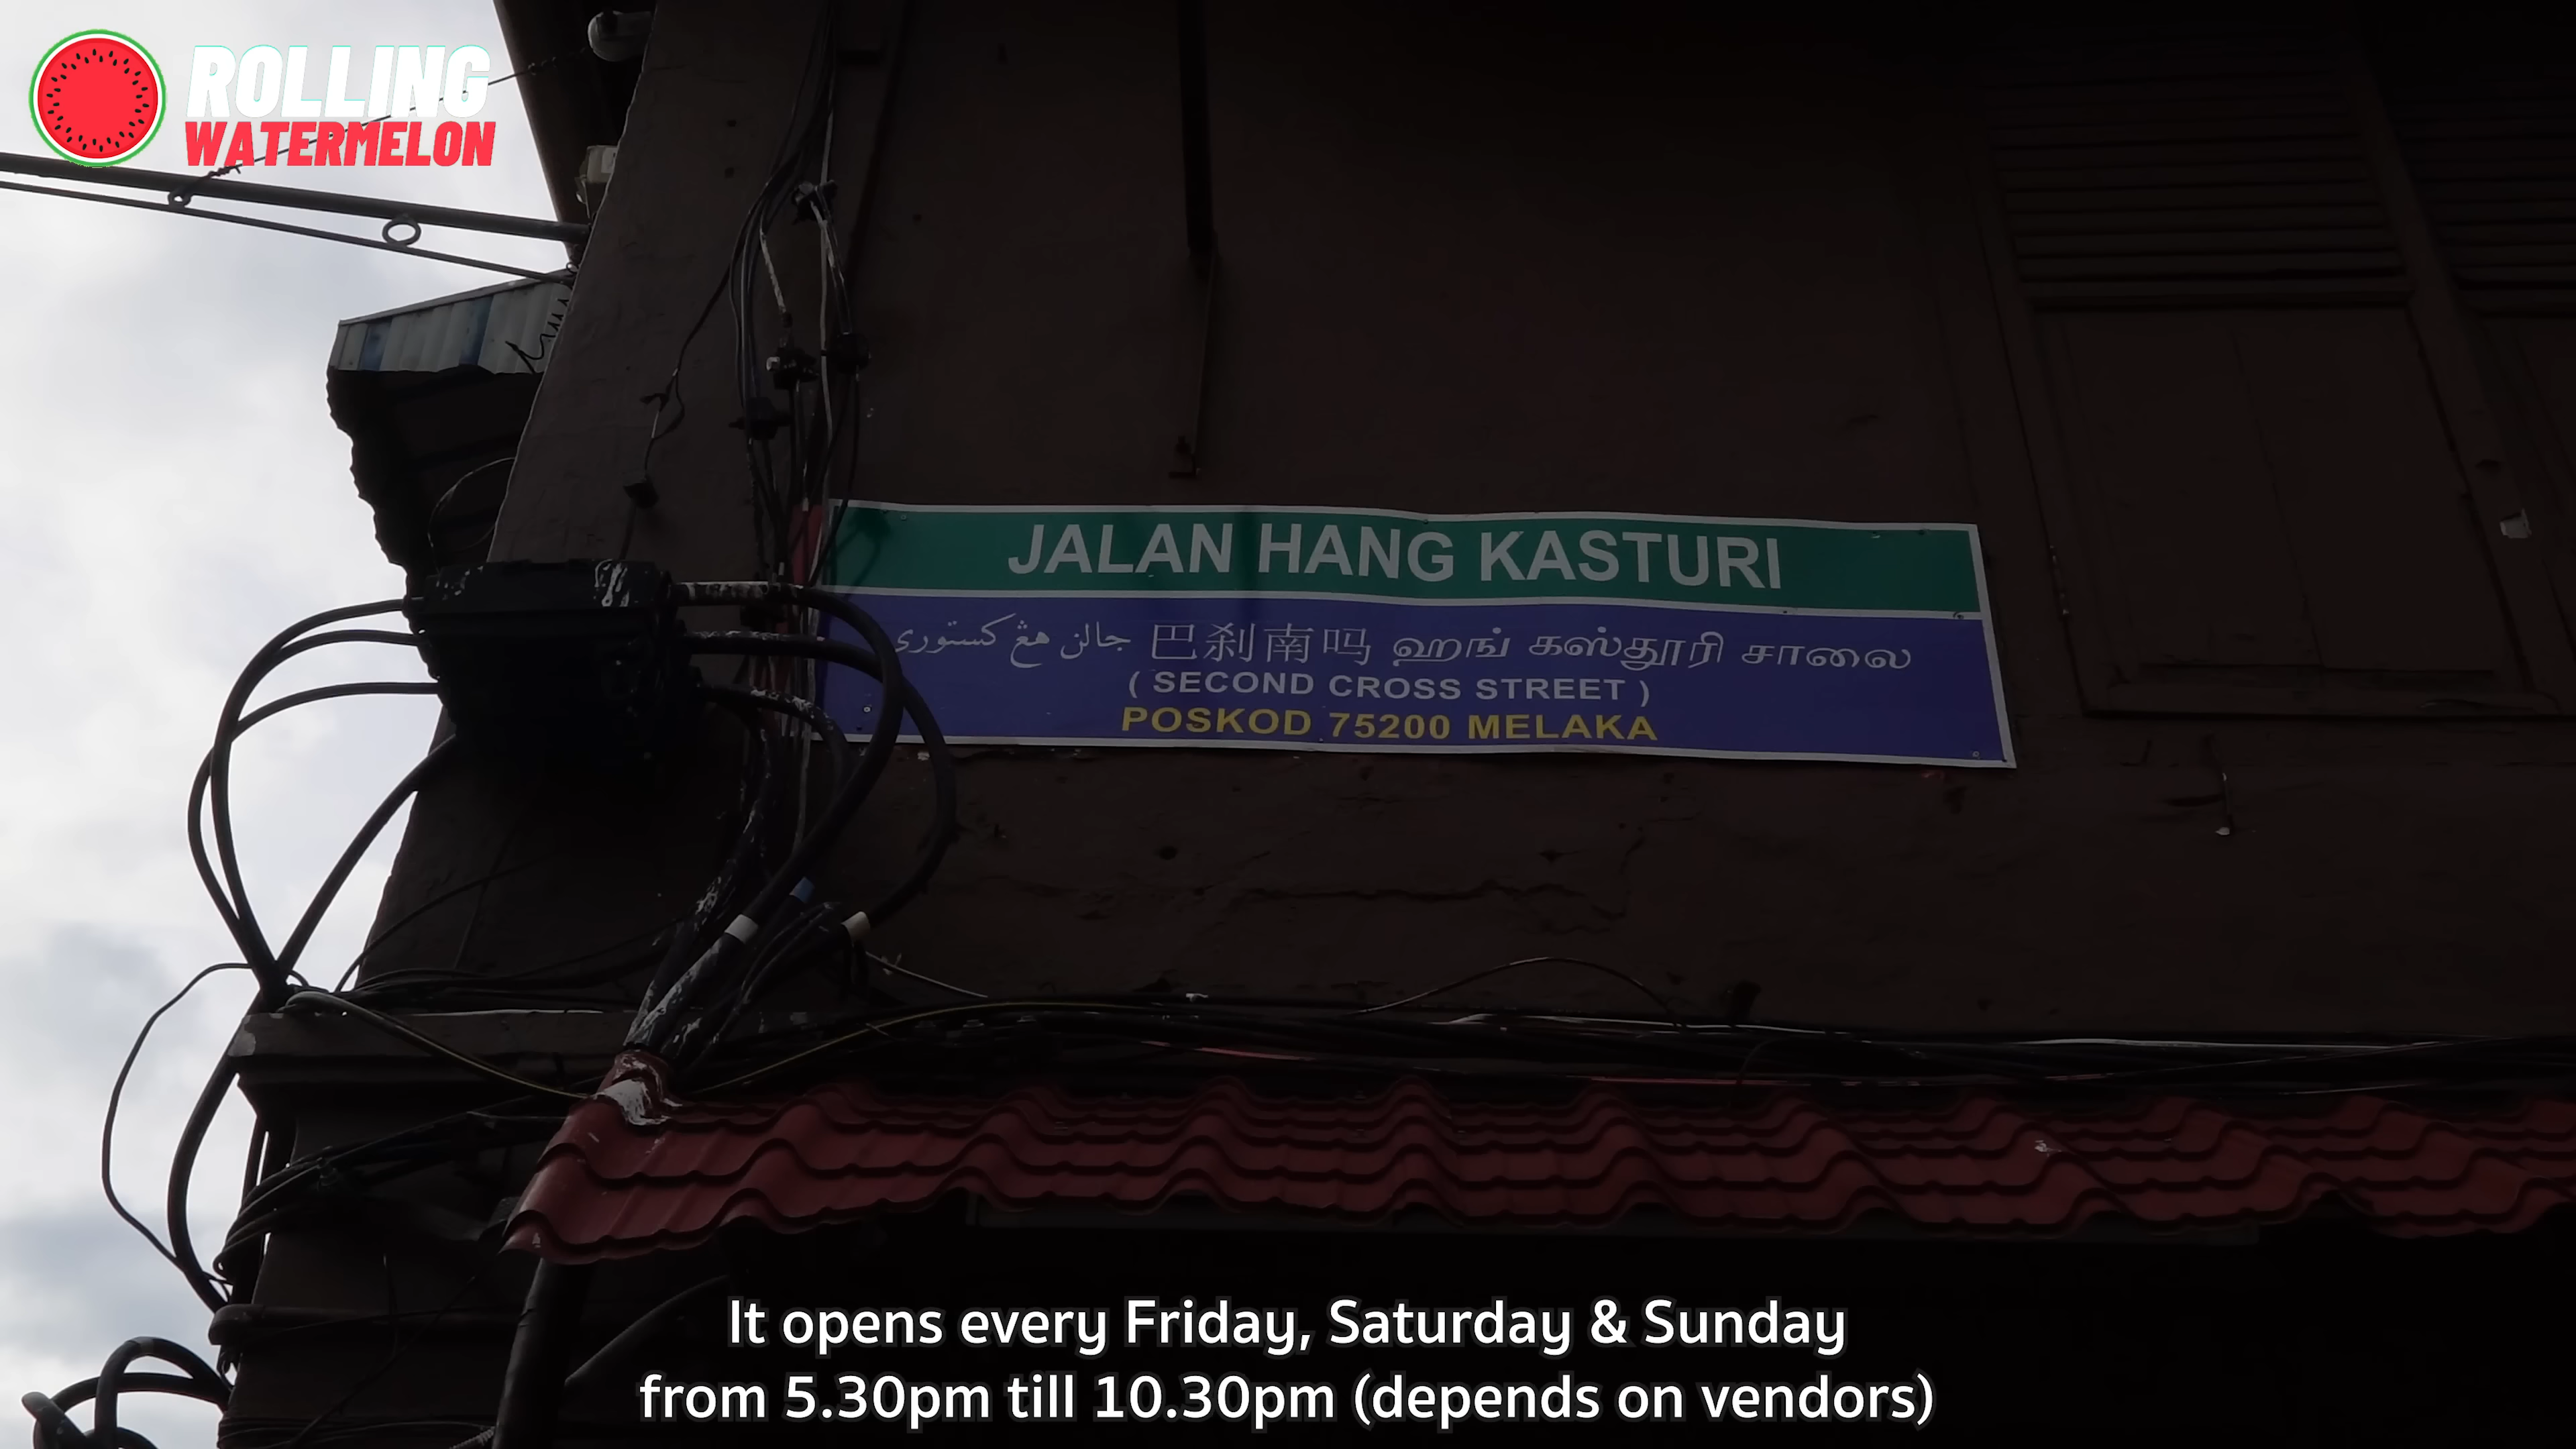 ROLLING
WATERMELON
JALAN HANG KASTURI
جالن هڠ كستوري 巴刹南吗 ஹங் கஸ்தூரி சாலை
( SECOND CROSS STREET )
POSKOD 75200 MELAKA
It opens every Friday, Saturday & Sunday
from 5.30pm till 10.30pm (depends on vendors)